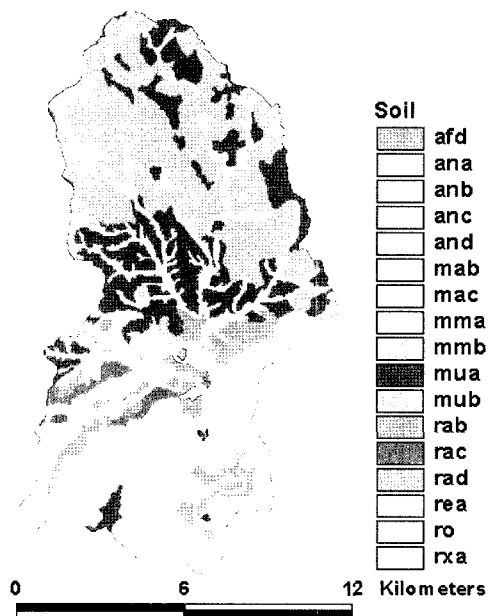 Soil
afd
ana
anb
anc
and
mab
mac
mma
mmb
mua
mub
rab
rac
rad
rea
ro
rxa
0 6 12 Kilometers